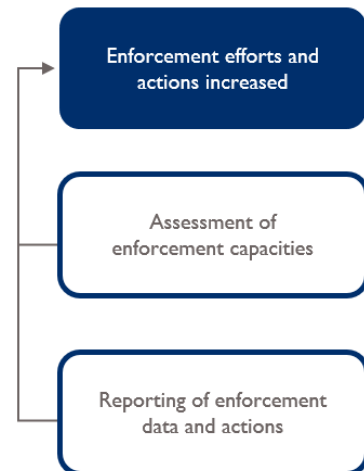 Enforcement efforts and
actions increased
Assessment of
enforcement capacities
Reporting of enforcement
data and actions